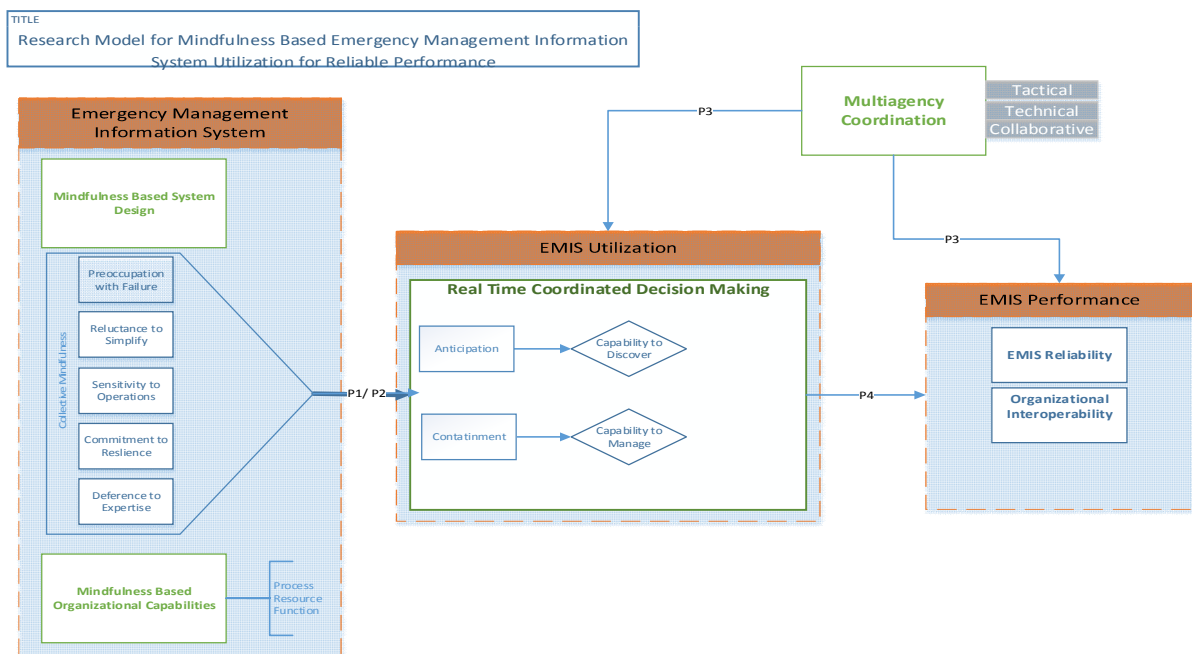 TITLE
Research Model for Mindfulness Based Emergency Management Information
System Utilization for Reliable Performance
Emergency Management
Information System
Mindfulness Based System
Design
Collective Mindfulness
Preoccupation
with Failure
Reluctance to
Simplify
Sensitivity to
Operations
Commitment to
Reslience
Deference to
Expertise
Mindfulness Based
Organizational Capabilities
Process
Resource
Function
P1/ P2
EMIS Utilization
Real Time Coordinated Decision Making
Anticipation
Capability to
Discover
Contatinment
Capability to
Manage
P3
Multiagency
Coordination
Tactical
Technical
Collaborative
P3
P4
EMIS Performance
EMIS Reliability
Organizational
Interoperability